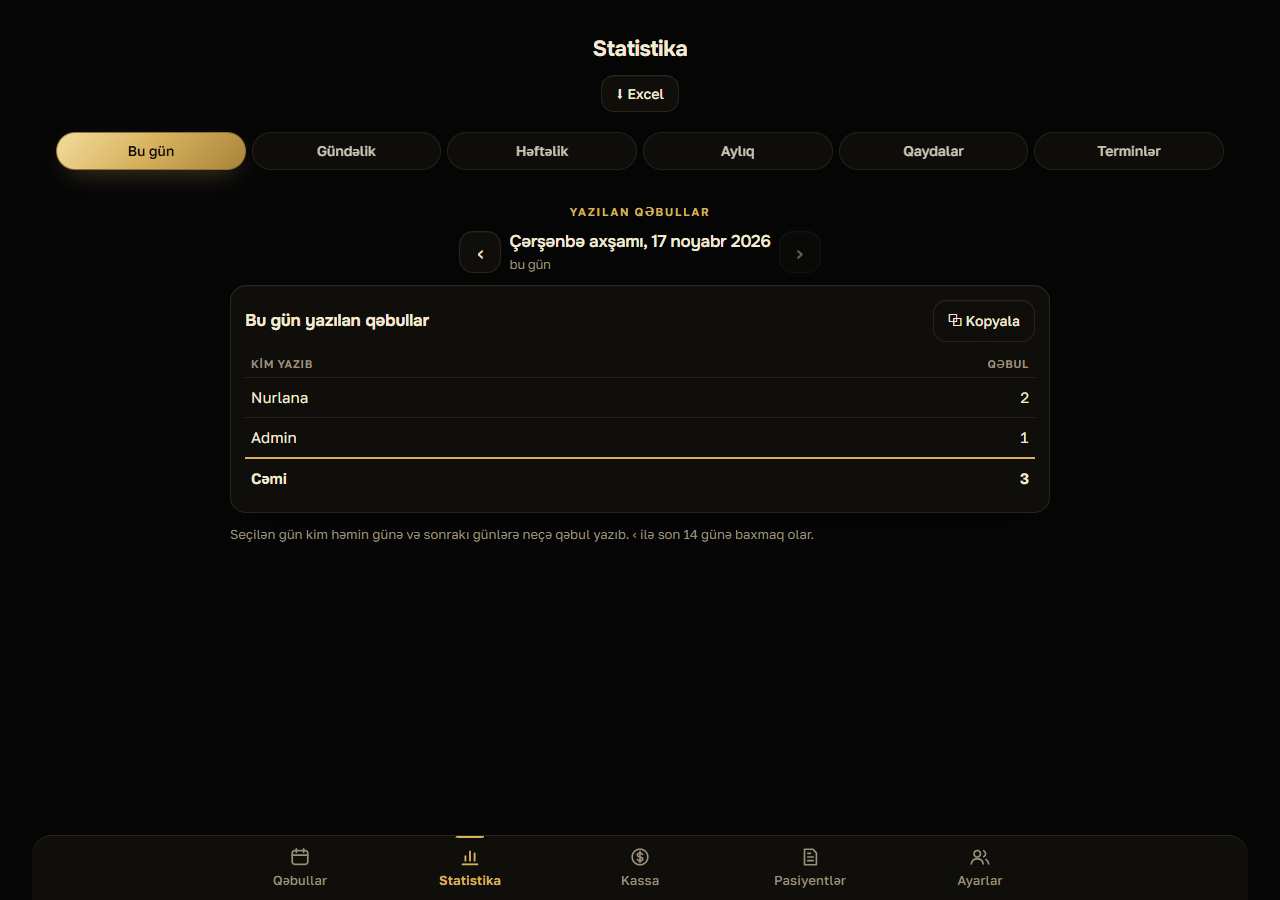 Statistika
⭳ Excel
Bu gün
Gündəlik
Həftəlik
Aylıq
Qaydalar
Terminlər
YAZILAN QƏBULLAR
‹
Çərşənbə axşamı, 17 noyabr 2026
›
bu gün
Bu gün yazılan qəbullar
⿻ Kopyala
KİM YAZIB QƏBUL
Nurlana 2
Admin 1
Cəmi 3
Seçilən gün kim həmin günə və sonrakı günlərə neçə qəbul yazıb. ‹ ilə son 14 günə baxmaq olar.
Qəbullar
Statistika
Kassa
Pasiyentlər
Ayarlar